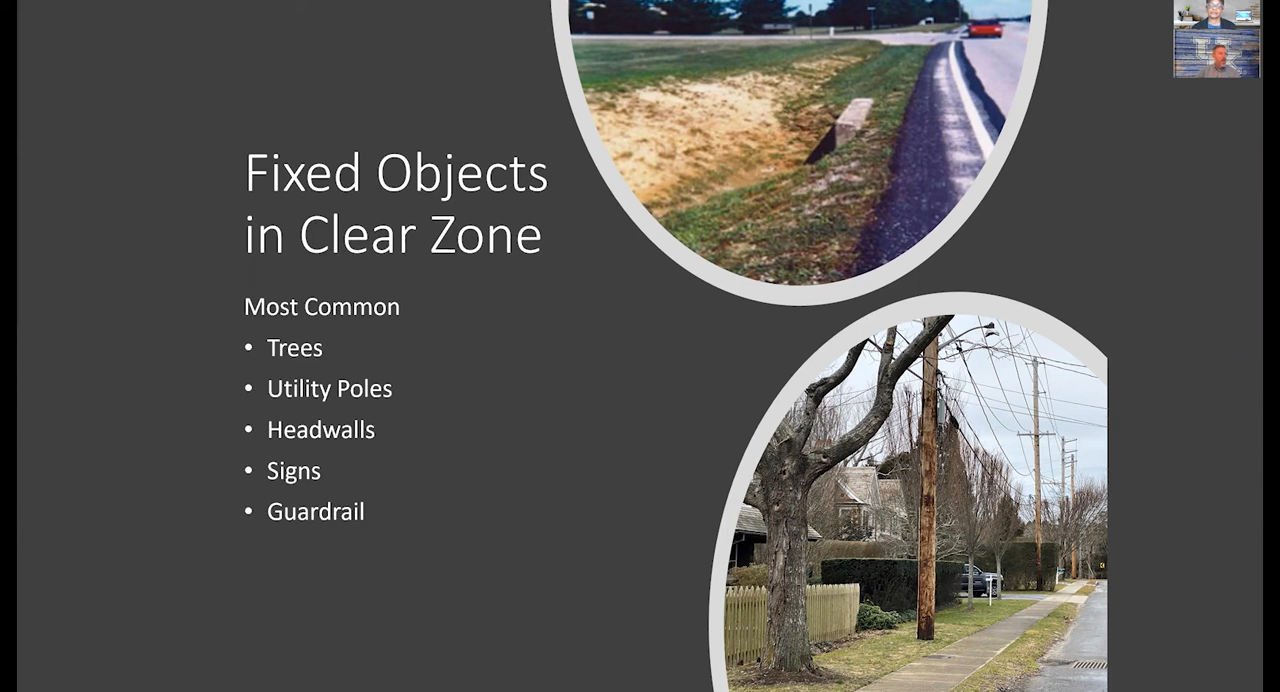 Fixed Objects
in Clear Zone
Most Common
• Trees
• Utility Poles
• Headwalls
• Signs
• Guardrail